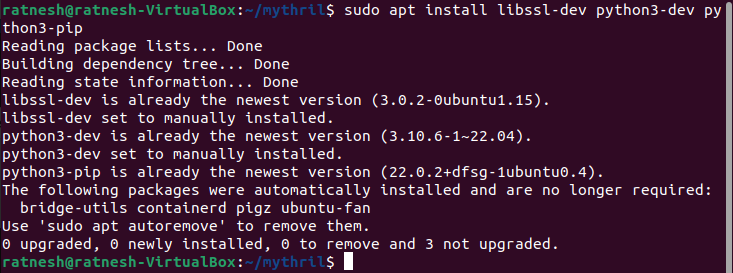 ratnesh@ratnesh-VirtualBox:~/mythril$ sudo apt install libssl-dev python3-dev py
thon3-pip
Reading package lists... Done
Building dependency tree... Done
Reading state information... Done
libssl-dev is already the newest version (3.0.2-0ubuntu1.15).
libssl-dev set to manually installed.
python3-dev is already the newest version (3.10.6-1~22.04).
python3-dev set to manually installed.
python3-pip is already the newest version (22.0.2+dfsg-1ubuntu0.4).
The following packages were automatically installed and are no longer required:
  bridge-utils containerd pigz ubuntu-fan
Use 'sudo apt autoremove' to remove them.
0 upgraded, 0 newly installed, 0 to remove and 3 not upgraded.
ratnesh@ratnesh-VirtualBox:~/mythril$